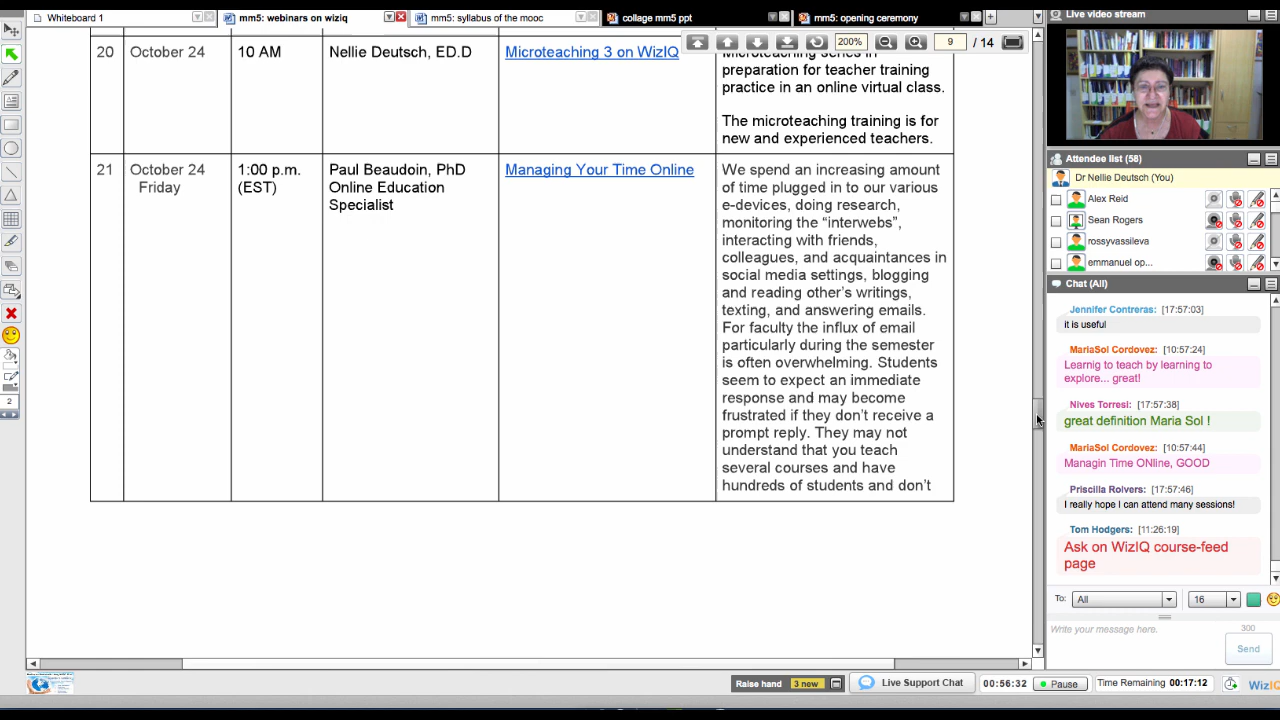 Whiteboard 1
mm5: webinars on wiziq
mm5: syllabus of the mooc
collage mm5 ppt
mm5: opening ceremony
Live video stream
200%
9 / 14
20
October 24
10 AM
Nellie Deutsch, ED.D
Microteaching 3 on WizIQ
Microteaching series in
preparation for teacher training
practice in an online virtual class.
The microteaching training is for
new and experienced teachers.
21
October 24
Friday
1:00 p.m.
(EST)
Paul Beaudoin, PhD
Online Education
Specialist
Managing Your Time Online
We spend an increasing amount
of time plugged in to our various
e-devices, doing research,
monitoring the “interwebs”,
interacting with friends,
colleagues, and acquaintances in
social media settings, blogging
and reading other’s writings,
texting, and answering emails.
For faculty the influx of email
particularly during the semester
is often overwhelming. Students
seem to expect an immediate
response and may become
frustrated if they don’t receive a
prompt reply. They may not
understand that you teach
several courses and have
hundreds of students and don’t
2
Attendee list (58)
Dr Nellie Deutsch (You)
Alex Reid
Sean Rogers
rossyvassileva
emmanuel op...
Chat (All)
Jennifer Contreras: [17:57:03]
it is useful
MariaSol Cordovez: [10:57:24]
Learnig to teach by learning to
explore... great!
Nives Torresi: [17:57:38]
great definition Maria Sol !
MariaSol Cordovez: [10:57:44]
Managin Time ONline, GOOD
Priscilla Roivers: [17:57:46]
I really hope I can attend many sessions!
Tom Hodgers: [11:26:19]
Ask on WizIQ course-feed
page
To: All 16
Write your message here.
300
Send
Raise hand 3 new
Live Support Chat
00:56:32
Pause
Time Remaining 00:17:12
WizIQ